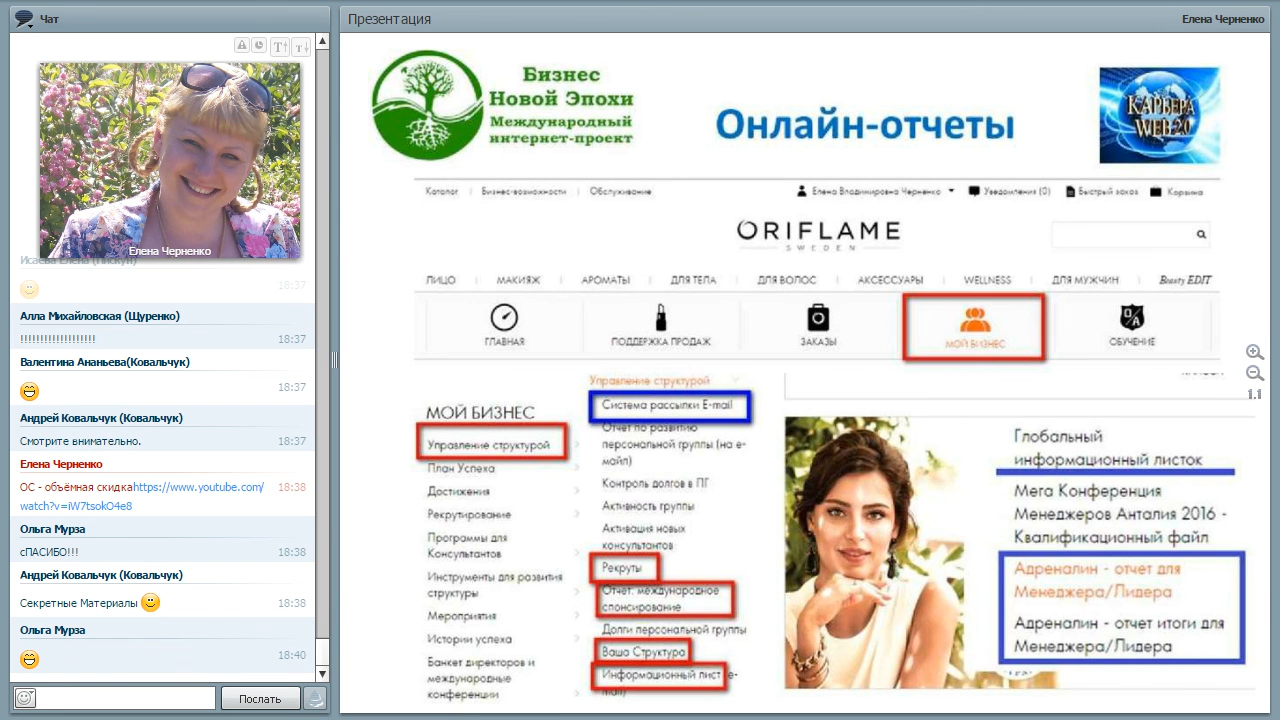 Чат
Елена Черненко
Исаева Елена (Пискун)
18:37
Алла Михайловская (Щуренко)
!!!!!!!!!!!!!!!!!!!
18:37
Валентина Ананьева(Ковальчук)
18:37
Андрей Ковальчук (Ковальчук)
Смотрите внимательно.
18:37
Елена Черненко
ОС - объёмная скидкаhttps://www.youtube.com/
watch?v=iW7tsokO4e8
18:38
Ольга Мурза
сПАСИБО!!!
18:38
Андрей Ковальчук (Ковальчук)
Секретные Материалы
18:38
Ольга Мурза
18:40
Послать
Презентация
Елена Черненко
Бизнес
Новой Эпохи
Международный
интернет-проект
Онлайн-отчеты
КАРЬЕРА
WEB 2.0
Каталог
Бизнес-возможности
Обслуживание
Елена Владимировна Черненко
Уведомления (0)
Быстрый заказ
Корзина
ORIFLAME
SWEDEN
ЛИЦО
МАКИЯЖ
АРОМАТЫ
ДЛЯ ТЕЛА
ДЛЯ ВОЛОС
АКСЕССУАРЫ
WELLNESS
ДЛЯ МУЖЧИН
Beauty EDIT
ГЛАВНАЯ
ПОДДЕРЖКА ПРОДАЖ
ЗАКАЗЫ
МОЙ БИЗНЕС
ОБУЧЕНИЕ
МОЙ БИЗНЕС
Управление структурой
План Успеха
Достижения
Рекрутирование
Программы для
Консультантов
Инструменты для развития
структуры
Мероприятия
Истории успеха
Банкет директоров и
международные
конференции
Управление структурой
Система рассылки E-mail
Отчет по развитию
персональной группы (на е-
майл)
Контроль долгов в ПГ
Активность группы
Активация новых
консультантов
Рекруты
Отчет: международное
спонсирование
Долги персональной группы
Ваша Структура
Информационный лист (e-
mail)
Глобальный
информационный листок
Мега Конференция
Менеджеров Анталия 2016 -
Квалификационный файл
Адреналин - отчет для
Менеджера/Лидера
Адреналин - отчет итоги для
Менеджера/Лидера
1:1